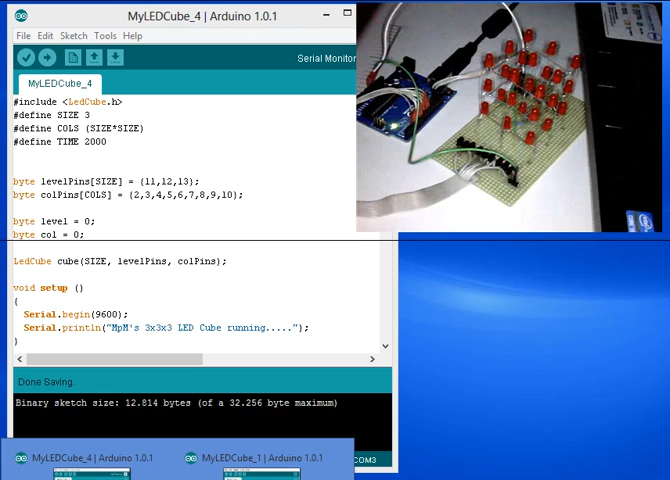 MyLEDCube_4 | Arduino 1.0.1
File Edit Sketch Tools Help
Serial Monitor
MyLEDCube_4
#include <LedCube.h>
#define SIZE 3
#define COLS (SIZE*SIZE)
#define TIME 2000
byte levelPins[SIZE] = {11,12,13};
byte colPins[COLS] = {2,3,4,5,6,7,8,9,10};
byte level = 0;
byte col = 0;
LedCube cube(SIZE, levelPins, colPins);
void setup ()
{
Serial.begin(9600);
Serial.println("MpM's 3x3x3 LED Cube running.....");
}
Done Saving.
Binary sketch size: 12.814 bytes (of a 32.256 byte maximum)
COM3
MyLEDCube_4 | Arduino 1.0.1
MyLEDCube_1 | Arduino 1.0.1
(intel)